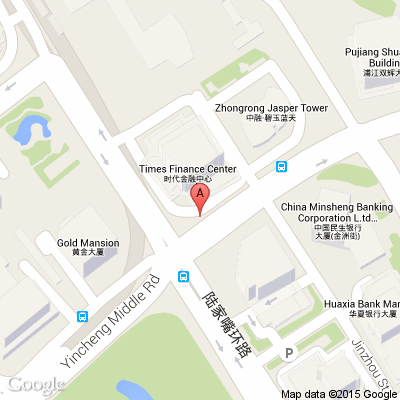 Pujiang Shua
Building
浦江双辉大
Zhongrong Jasper Tower
中融·碧玉蓝天
Times Finance Center
时代金融中心
A
China Minsheng Banking
Corporation L.td...
中国民生银行
大厦(金洲街)
Gold Mansion
黄金大厦
Yincheng Middle Rd
陆家嘴环路
Huaxia Bank Man
华夏银行大厦
P
Jinzhou St
Google
Map data ©2015 Google